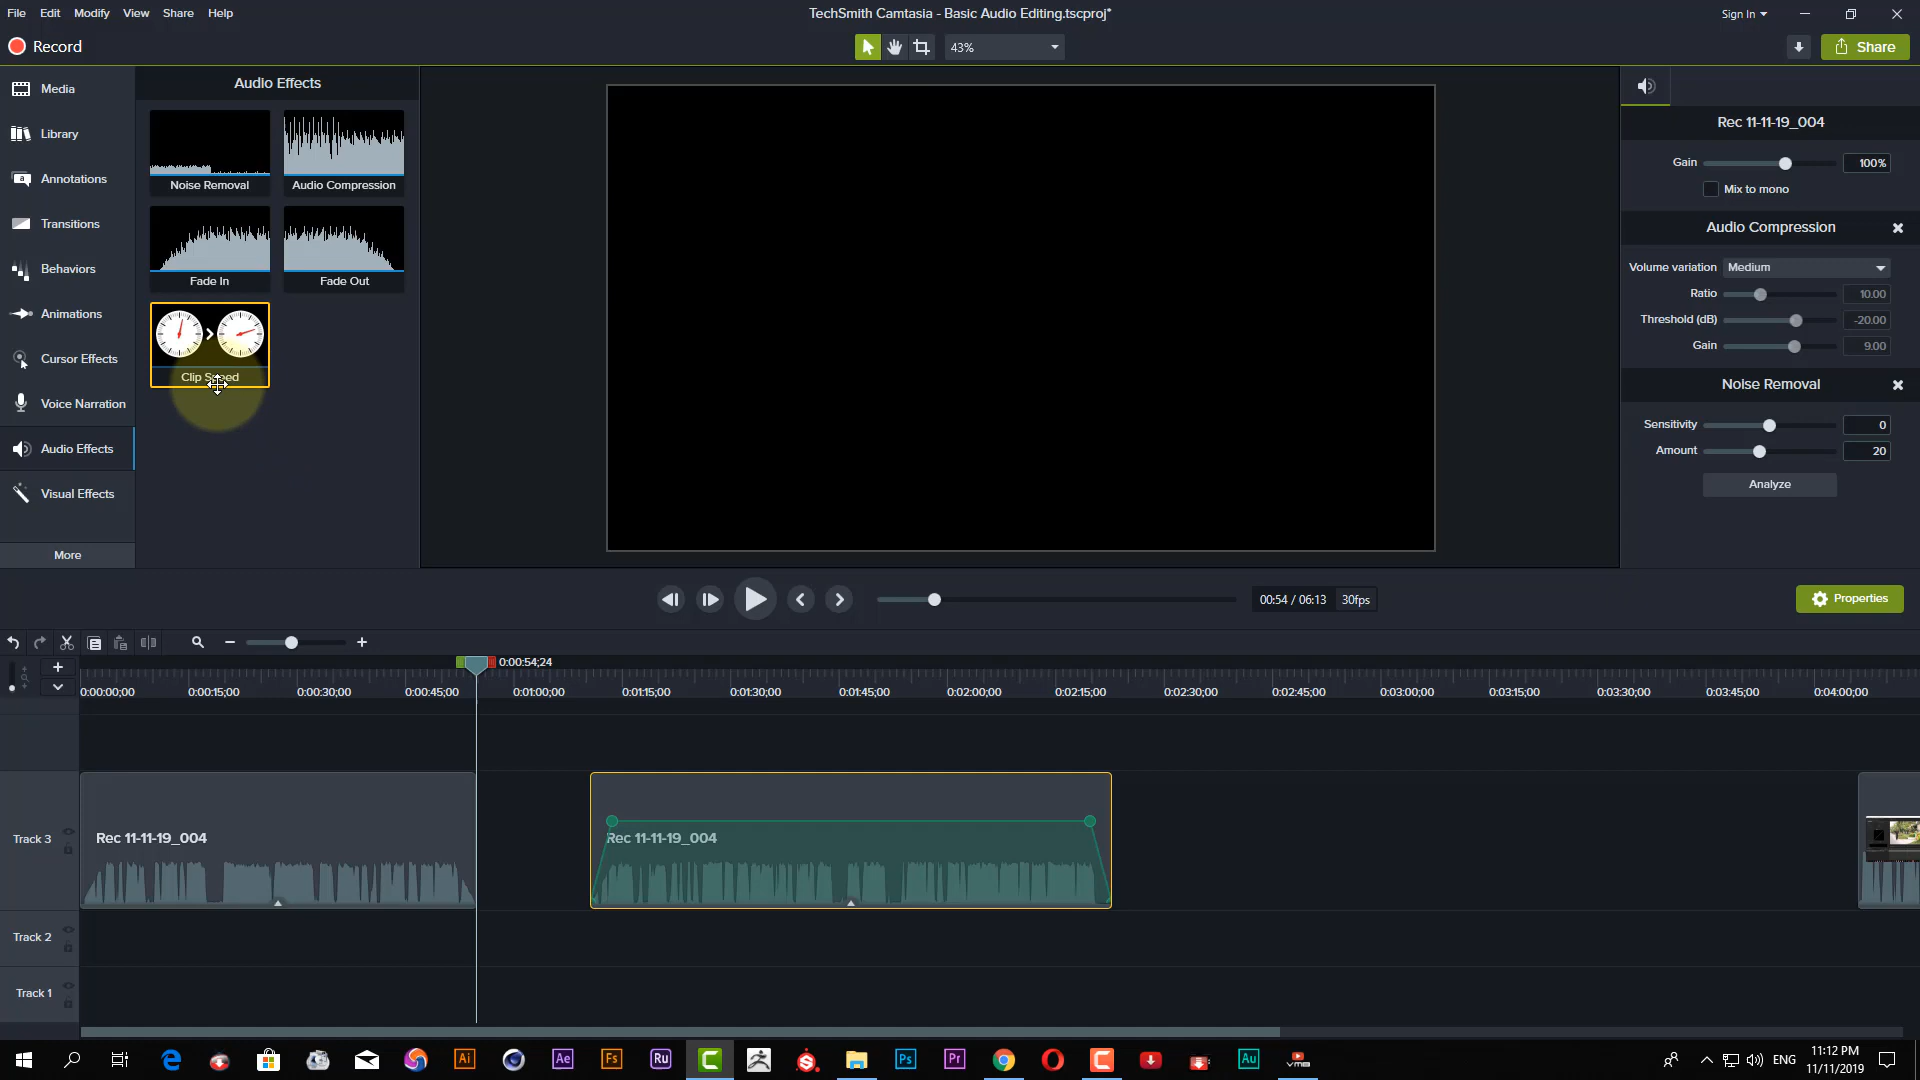 File Edit Modify View Share Help
TechSmith Camtasia - Basic Audio Editing.tscproj*
Sign In
Record
43%
Share
Media
Library
Annotations
Transitions
Behaviors
Animations
Cursor Effects
Voice Narration
Audio Effects
Visual Effects
More
Audio Effects
Noise Removal
Audio Compression
Fade In
Fade Out
Clip Speed
Rec 11-11-19_004
Gain 100%
Mix to mono
Audio Compression
Volume variation Medium
Ratio 10.00
Threshold (dB) -20.00
Gain 9.00
Noise Removal
Sensitivity 0
Amount 20
Analyze
00:54 / 06:13 30fps
Properties
0:00:54;24
0:00:00;00 0:00:15;00 0:00:30;00 0:00:45;00 0:01:00;00 0:01:15;00 0:01:30;00 0:01:45;00 0:02:00;00 0:02:15;00 0:02:30;00 0:02:45;00 0:03:00;00 0:03:15;00 0:03:30;00 0:03:45;00 0:04:00;00
Track 3
Rec 11-11-19_004
Rec 11-11-19_004
Track 2
Track 1
Ai
Ae
Fs
Ru
Ps
Pr
Au
ENG
11:12 PM
11/11/2019